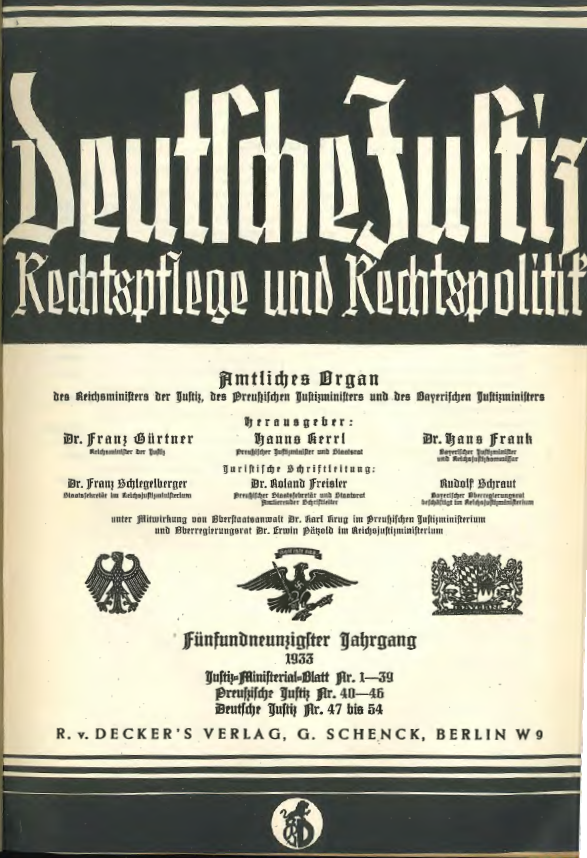 Deutsche Justiz
Rechtspflege und Rechtspolitik
Amtliches Organ
des Reichsministers der Justiz, des Preußischen Justizministers und des Bayerischen Justizministers
Herausgeber:
Dr. Franz Gürtner
Reichsminister der Justiz
Hanns Kerrl
Preußischer Justizminister und Staatsrat
Dr. Hans Frank
Bayerischer Justizminister
und Reichsjustizkommissar
Juristische Schriftleitung:
Dr. Franz Schlegelberger
Staatssekretär im Reichsjustizministerium
Dr. Roland Freisler
Preußischer Staatssekretär und Staatsrat
Amtierender Schriftleiter
Rudolf Schraut
Bayerischer Oberregierungsrat
beschäftigt im Reichsjustizministerium
unter Mitwirkung von Oberstaatsanwalt Dr. Karl Krug im Preußischen Justizministerium
und Oberregierungsrat Dr. Erwin Pätzold im Reichsjustizministerium
Fünfundneunzigster Jahrgang
1933
Justiz-Ministerial-Blatt Nr. 1—39
Preußische Justiz Nr. 40—46
Deutsche Justiz Nr. 47 bis 54
R. v. DECKER'S VERLAG, G. SCHENCK, BERLIN W 9